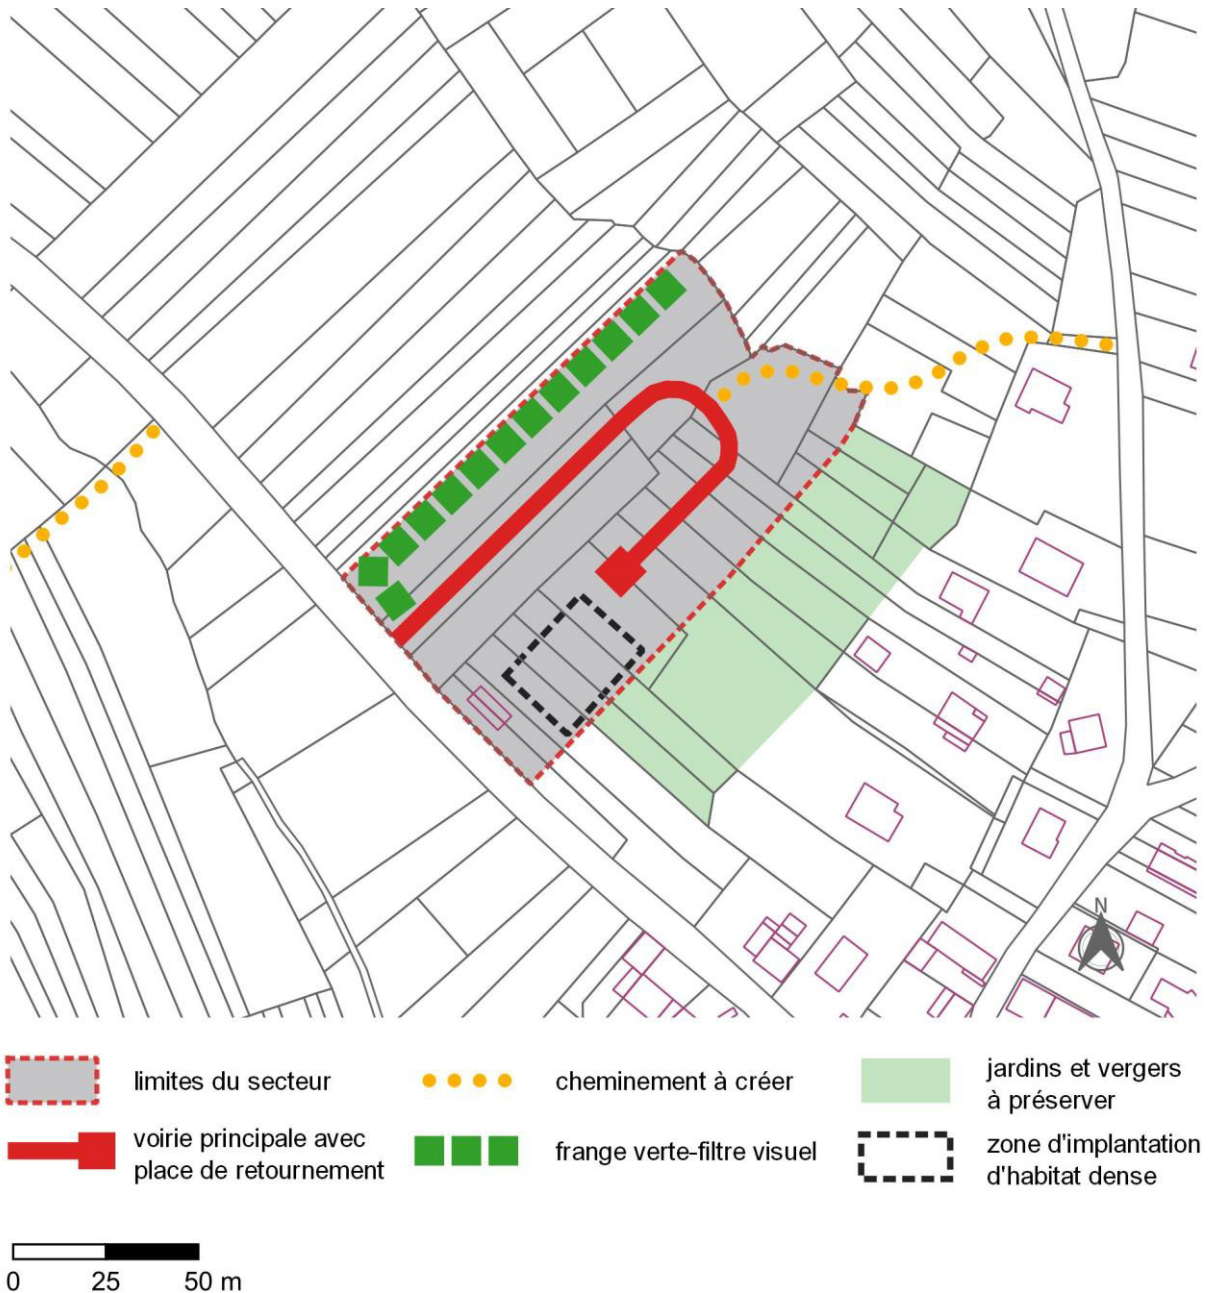 N
limites du secteur
cheminement à créer
jardins et vergers
à préserver
voirie principale avec
place de retournement
frange verte-filtre visuel
zone d'implantation
d'habitat dense
0 25 50 m